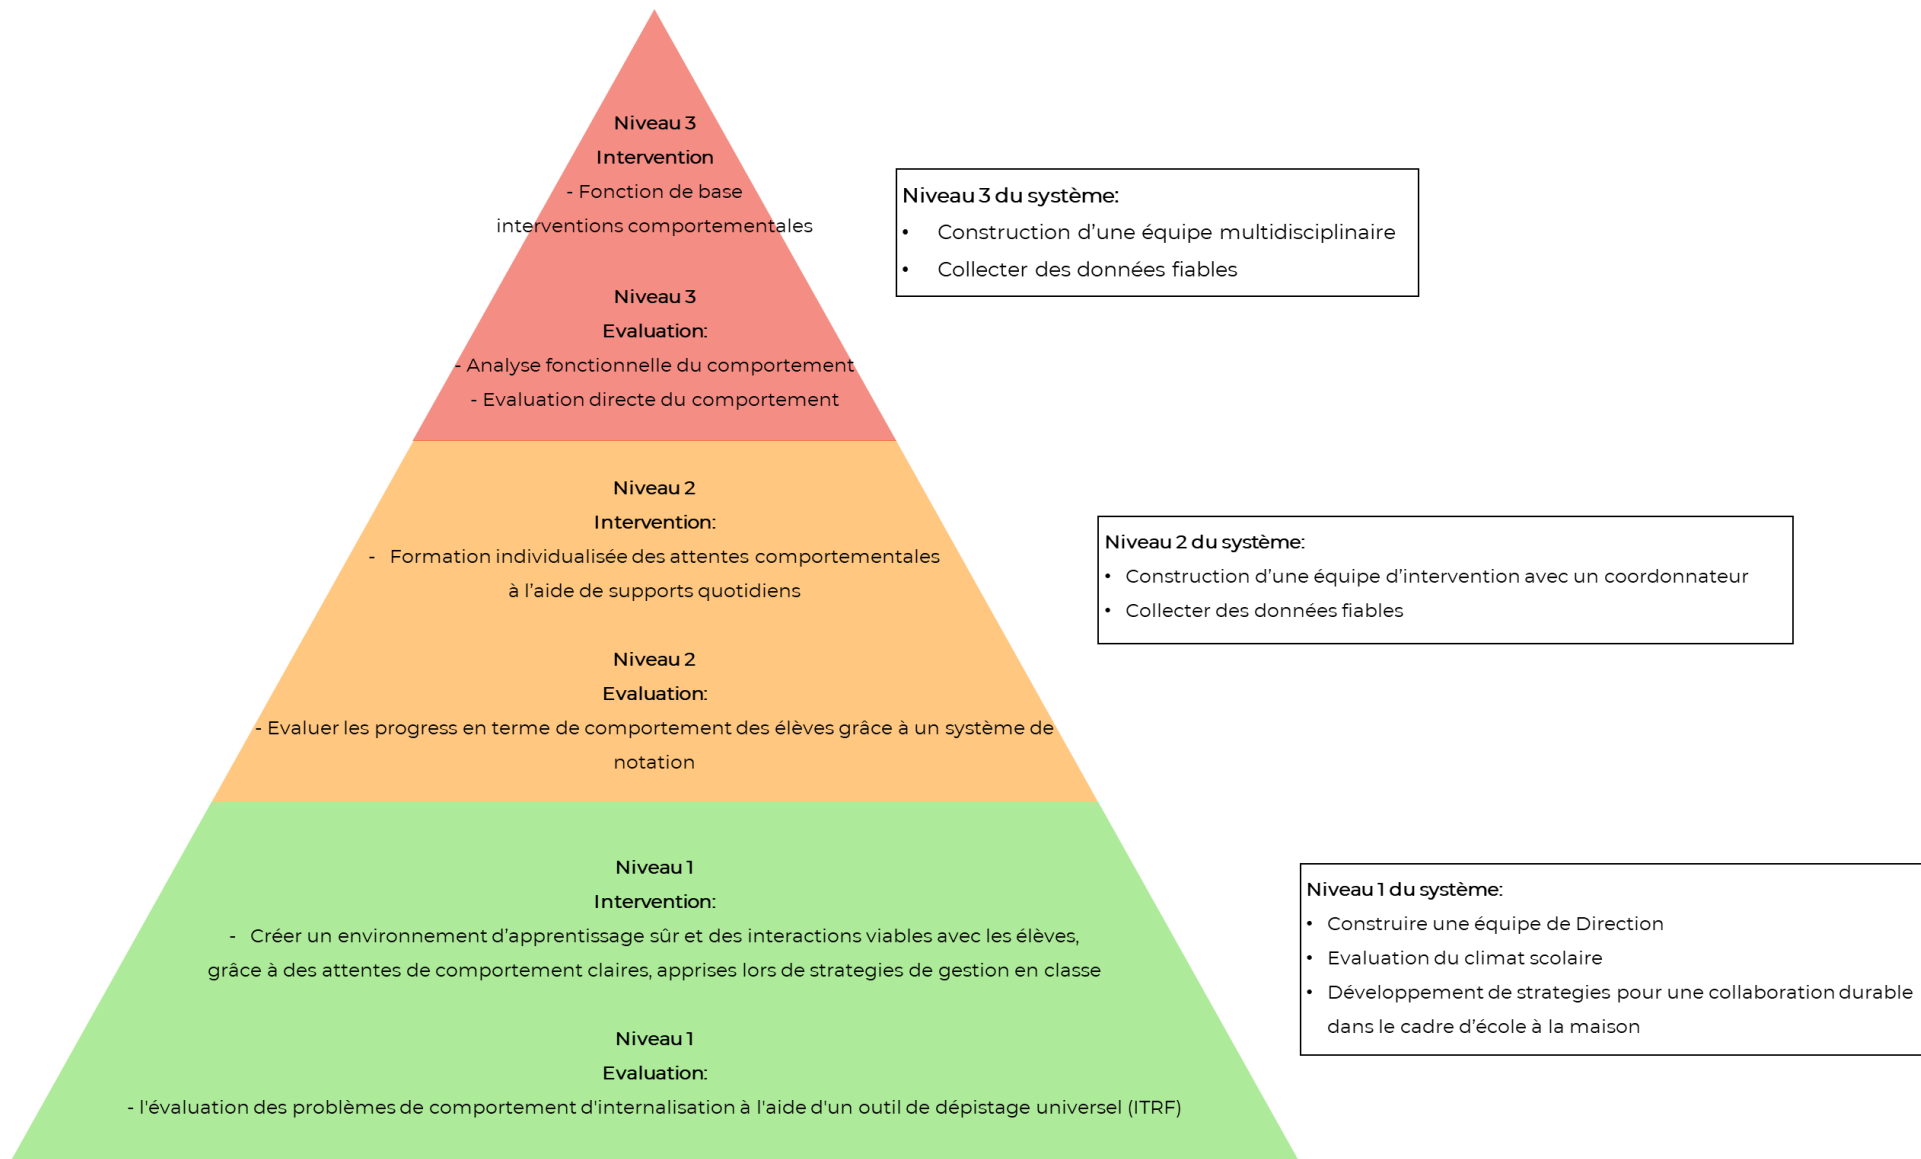 Niveau 3
Intervention
- Fonction de base
interventions comportementales
Niveau 3
Evaluation:
- Analyse fonctionnelle du comportement
- Evaluation directe du comportement
Niveau 3 du système:
• Construction d’une équipe multidisciplinaire
• Collecter des données fiables
Niveau 2
Intervention:
- Formation individualisée des attentes comportementales
à l’aide de supports quotidiens
Niveau 2
Evaluation:
- Evaluer les progress en terme de comportement des élèves grâce à un système de
notation
Niveau 2 du système:
• Construction d’une équipe d’intervention avec un coordonnateur
• Collecter des données fiables
Niveau 1
Intervention:
- Créer un environnement d’apprentissage sûr et des interactions viables avec les élèves,
grâce à des attentes de comportement claires, apprises lors de strategies de gestion en classe
Niveau 1
Evaluation:
- l'évaluation des problèmes de comportement d'internalisation à l'aide d'un outil de dépistage universel (ITRF)
Niveau 1 du système:
• Construire une équipe de Direction
• Evaluation du climat scolaire
• Développement de strategies pour une collaboration durable
dans le cadre d’école à la maison